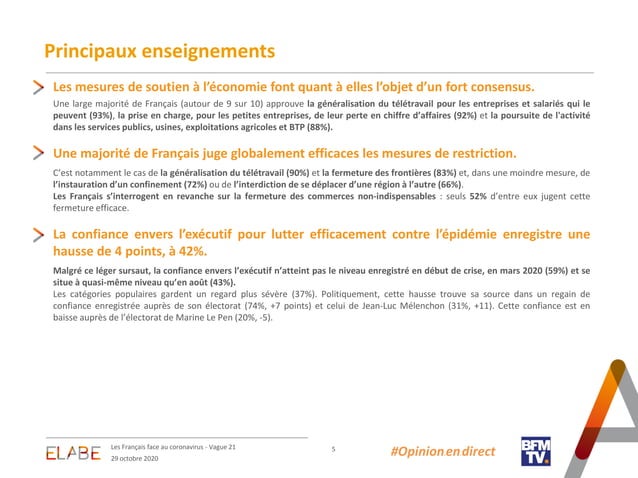 Principaux enseignements
Les mesures de soutien à l’économie font quant à elles l’objet d’un fort consensus.
Une large majorité de Français (autour de 9 sur 10) approuve la généralisation du télétravail pour les entreprises et salariés qui le
peuvent (93%), la prise en charge, pour les petites entreprises, de leur perte en chiffre d’affaires (92%) et la poursuite de l'activité
dans les services publics, usines, exploitations agricoles et BTP (88%).
Une majorité de Français juge globalement efficaces les mesures de restriction.
C’est notamment le cas de la généralisation du télétravail (90%) et la fermeture des frontières (83%) et, dans une moindre mesure, de
l’instauration d’un confinement (72%) ou de l’interdiction de se déplacer d’une région à l’autre (66%).
Les Français s’interrogent en revanche sur la fermeture des commerces non-indispensables : seuls 52% d’entre eux jugent cette
fermeture efficace.
La confiance envers l’exécutif pour lutter efficacement contre l’épidémie enregistre une
hausse de 4 points, à 42%.
Malgré ce léger sursaut, la confiance envers l’exécutif n’atteint pas le niveau enregistré en début de crise, en mars 2020 (59%) et se
situe à quasi-même niveau qu’en août (43%).
Les catégories populaires gardent un regard plus sévère (37%). Politiquement, cette hausse trouve sa source dans un regain de
confiance enregistrée auprès de son électorat (74%, +7 points) et celui de Jean-Luc Mélenchon (31%, +11). Cette confiance est en
baisse auprès de l’électorat de Marine Le Pen (20%, -5).
ELABE
Les Français face au coronavirus - Vague 21
29 octobre 2020
5
#Opinion en direct
BFM
TV.